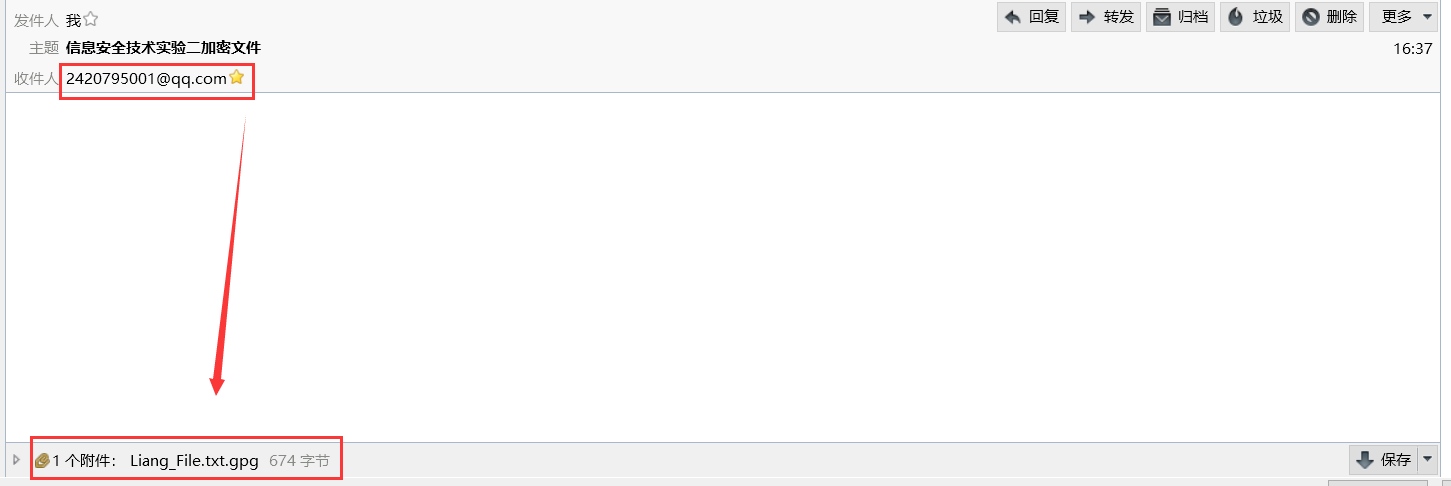 发件人 我
回复 转发 归档 垃圾 删除 更多
主题 信息安全技术实验二加密文件
16:37
收件人 2420795001@qq.com
1 个附件: Liang_File.txt.gpg 674 字节
保存